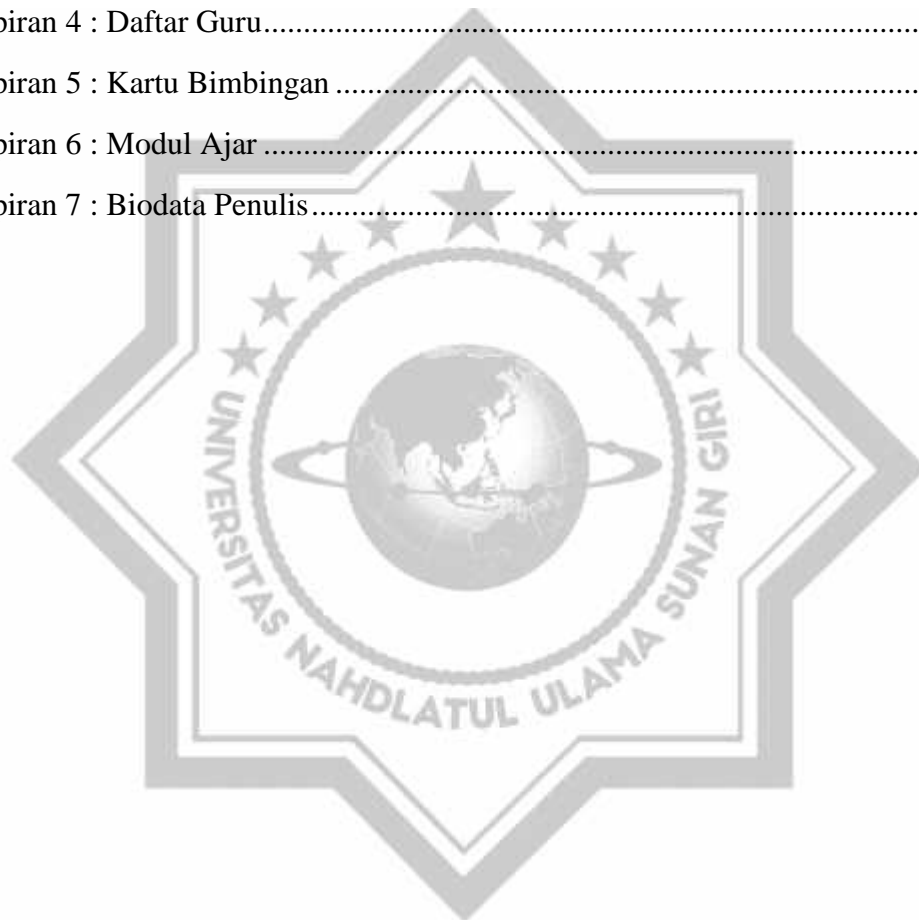 piran 4 : Daftar Guru....................................................................................
piran 5 : Kartu Bimbingan ..........................................................................
piran 6 : Modul Ajar ...................................................................................
piran 7 : Biodata Penulis.............................................................................
UNIVERSITAS NAHDLATUL ULAMA SUNAN GIRI